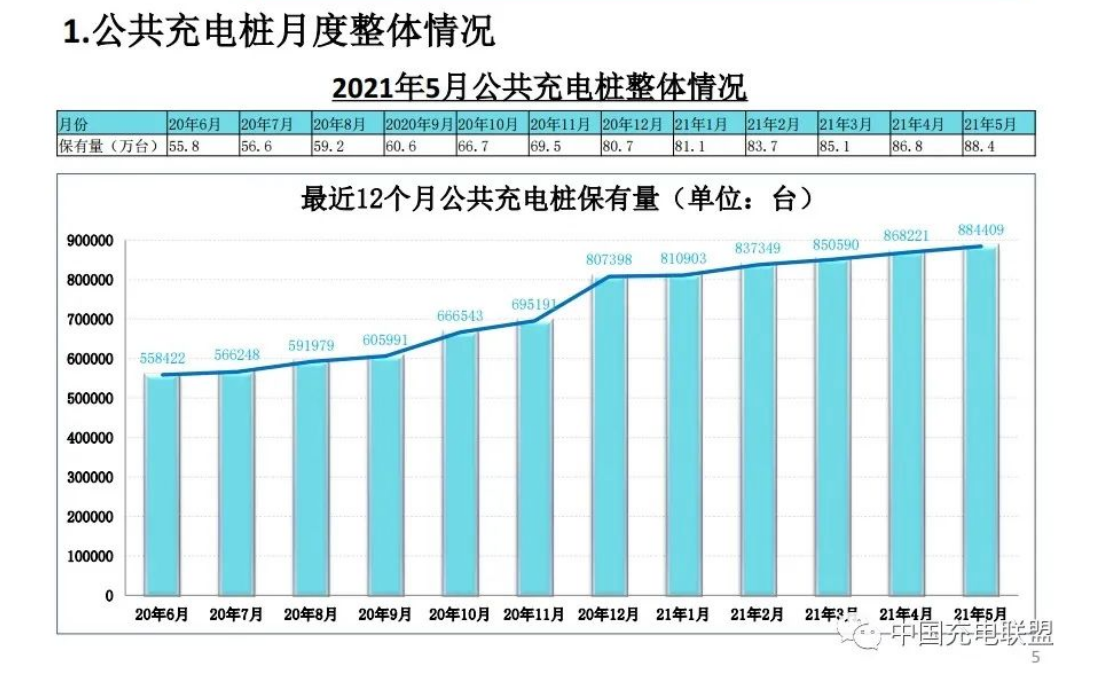 1.公共充电桩月度整体情况
2021年5月公共充电桩整体情况
月份 20年6月 20年7月 20年8月 2020年9月 20年10月 20年11月 20年12月 21年1月 21年2月 21年3月 21年4月 21年5月
保有量（万台） 55.8 56.6 59.2 60.6 66.7 69.5 80.7 81.1 83.7 85.1 86.8 88.4
最近12个月公共充电桩保有量（单位：台）
900000
800000
700000
600000
500000
400000
300000
200000
100000
0
558422 566248 591979 605991 666543 695191 807398 810903 837349 850590 868221 884409
20年6月 20年7月 20年8月 20年9月 20年10月 20年11月 20年12月 21年1月 21年2月 21年3月 21年4月 21年5月
中国充电联盟
5